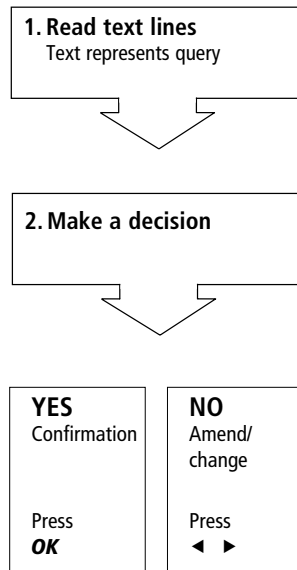 1. Read text lines
Text represents query
2. Make a decision
YES
Confirmation
Press
OK
NO
Amend/
change
Press
◄ ►